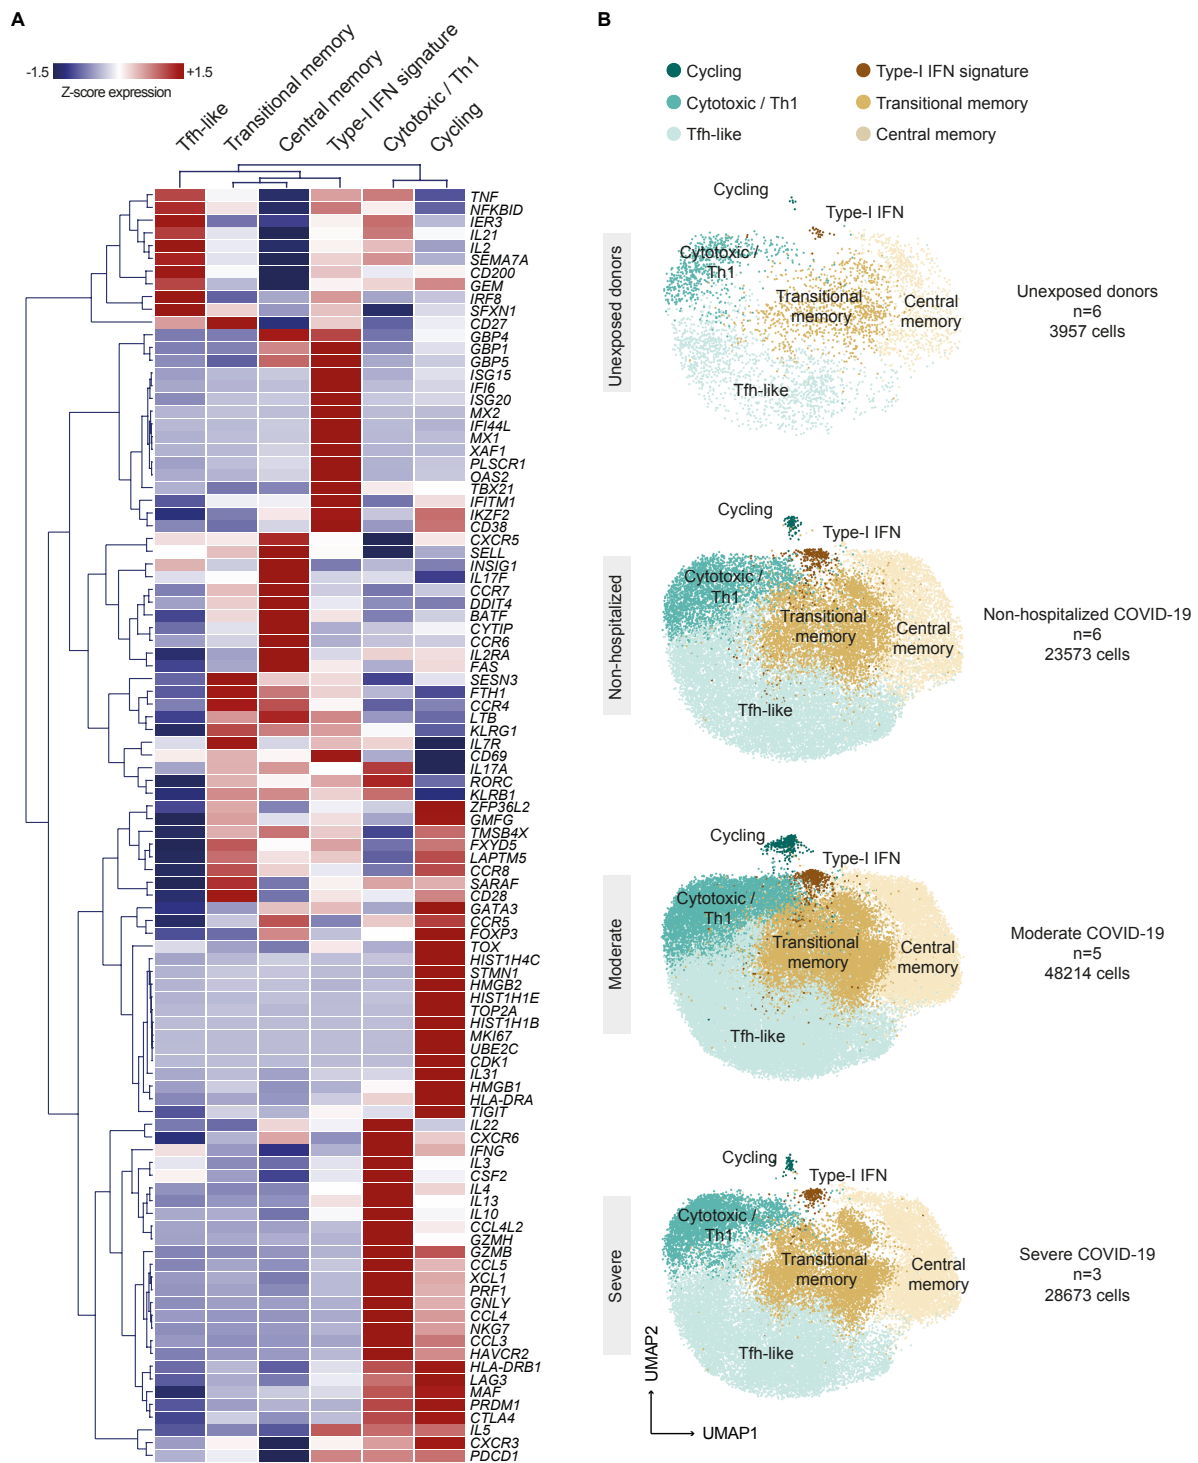 A
-1.5
+1.5
Z-score expression
Tfh-like
Transitional memory
Central memory
Type-I IFN signature
Cytotoxic / Th1
Cycling
TNF
NFKBID
IER3
IL21
IL2
SEMA7A
CD200
GEM
IRF8
SFXN1
CD27
GBP4
GBP1
GBP5
ISG15
IFI6
ISG20
MX2
IFI44L
MX1
XAF1
PLSCR1
OAS2
TBX21
IFITM1
IKZF2
CD38
CXCR5
SELL
INSIG1
IL17F
CCR7
DDIT4
BATF
CYTIP
CCR6
IL2RA
FAS
SESN3
FTH1
CCR4
LTB
KLRG1
IL7R
CD69
IL17A
RORC
KLRB1
ZFP36L2
GMFG
TMSB4X
FXYD5
LAPTM5
CCR8
SARAF
CD28
GATA3
CCR5
FOXP3
TOX
HIST1H4C
STMN1
HMGB2
HIST1H1E
TOP2A
HIST1H1B
MKI67
UBE2C
CDK1
IL31
HMGB1
HLA-DRA
TIGIT
IL22
CXCR6
IFNG
IL3
CSF2
IL4
IL13
IL10
CCL4L2
GZMH
GZMB
CCL5
XCL1
PRF1
GNLY
CCL4
NKG7
CCL3
HAVCR2
HLA-DRB1
LAG3
MAF
PRDM1
CTLA4
IL5
CXCR3
PDCD1
B
Cycling
Cytotoxic / Th1
Tfh-like
Type-I IFN signature
Transitional memory
Central memory
Unexposed donors
Cycling
Type-I IFN
Cytotoxic /
Th1
Transitional
memory
Central
memory
Tfh-like
Unexposed donors
n=6
3957 cells
Non-hospitalized
Cycling
Type-I IFN
Cytotoxic /
Th1
Transitional
memory
Central
memory
Tfh-like
Non-hospitalized COVID-19
n=6
23573 cells
Moderate
Cycling
Type-I IFN
Cytotoxic /
Th1
Transitional
memory
Central
memory
Tfh-like
Moderate COVID-19
n=5
48214 cells
Severe
Cycling
Type-I IFN
Cytotoxic /
Th1
Transitional
memory
Central
memory
Tfh-like
Severe COVID-19
n=3
28673 cells
UMAP2
UMAP1